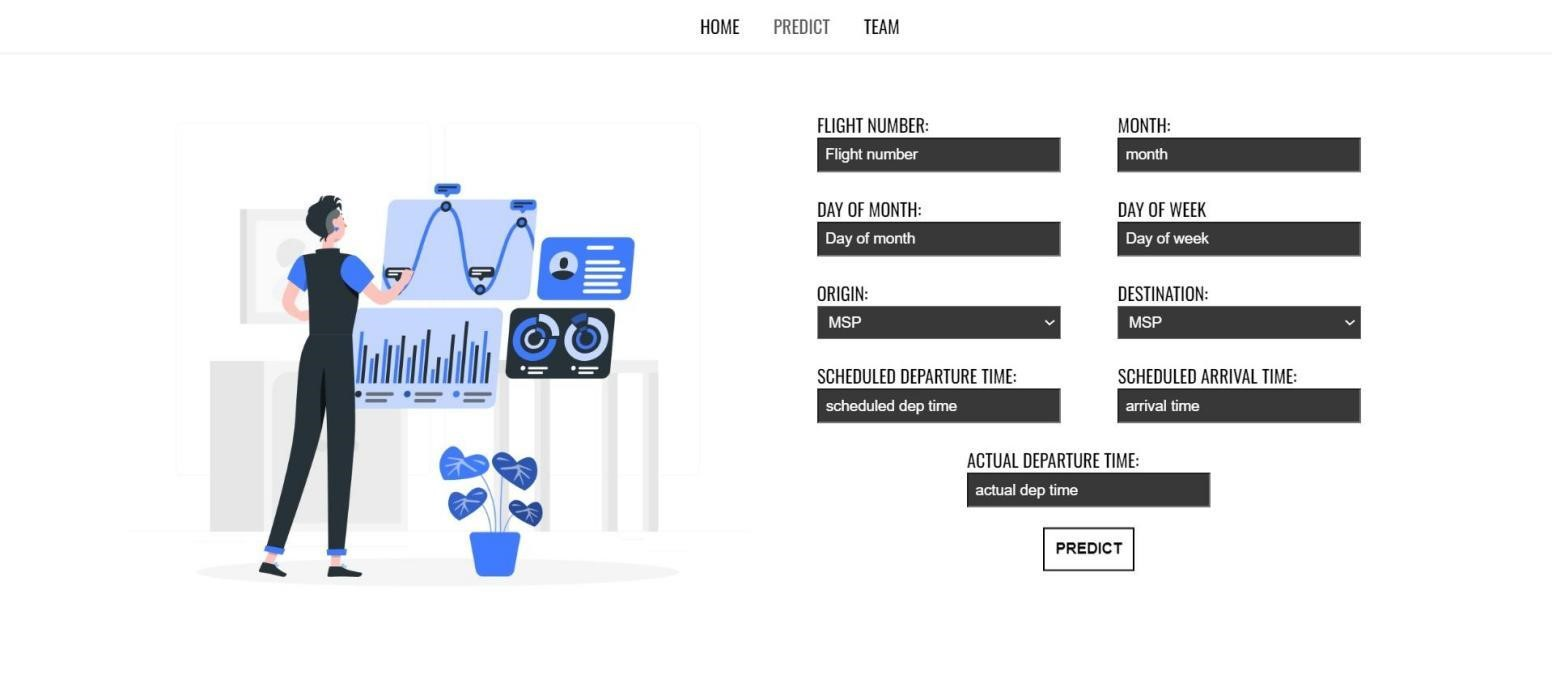 HOME PREDICT TEAM
FLIGHT NUMBER: MONTH:
Flight number month
DAY OF MONTH: DAY OF WEEK
Day of month Day of week
ORIGIN: DESTINATION:
MSP MSP
SCHEDULED DEPARTURE TIME: SCHEDULED ARRIVAL TIME:
scheduled dep time arrival time
ACTUAL DEPARTURE TIME:
actual dep time
PREDICT